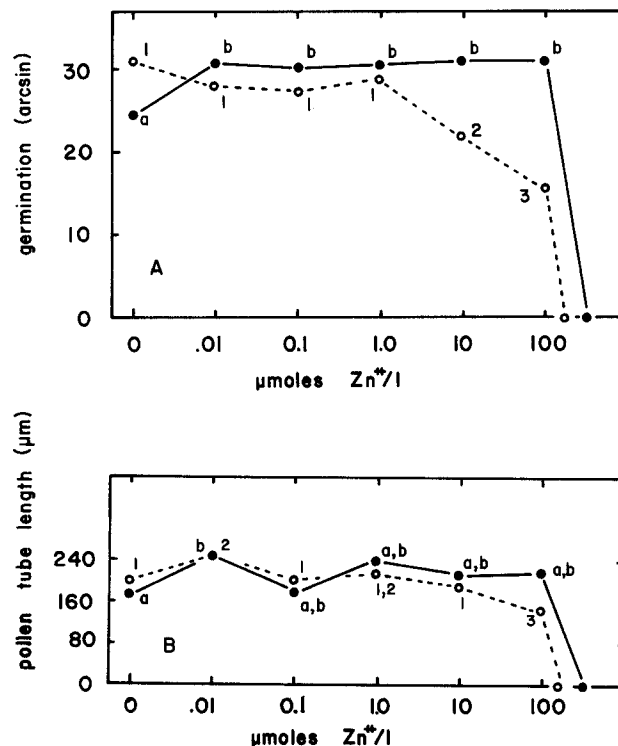 germination (arcsin)
30
20
10
0
1
b
b
b
b
b
a
1
1
1
2
3
A
0 .01 0.1 1.0 10 100
µmoles Zn⁺⁺/l
pollen tube length (µm)
240
160
80
0
1
b 2
1
a,b
a,b
a,b
a
a,b
1,2
1
3
B
0 .01 0.1 1.0 10 100
µmoles Zn⁺⁺/l